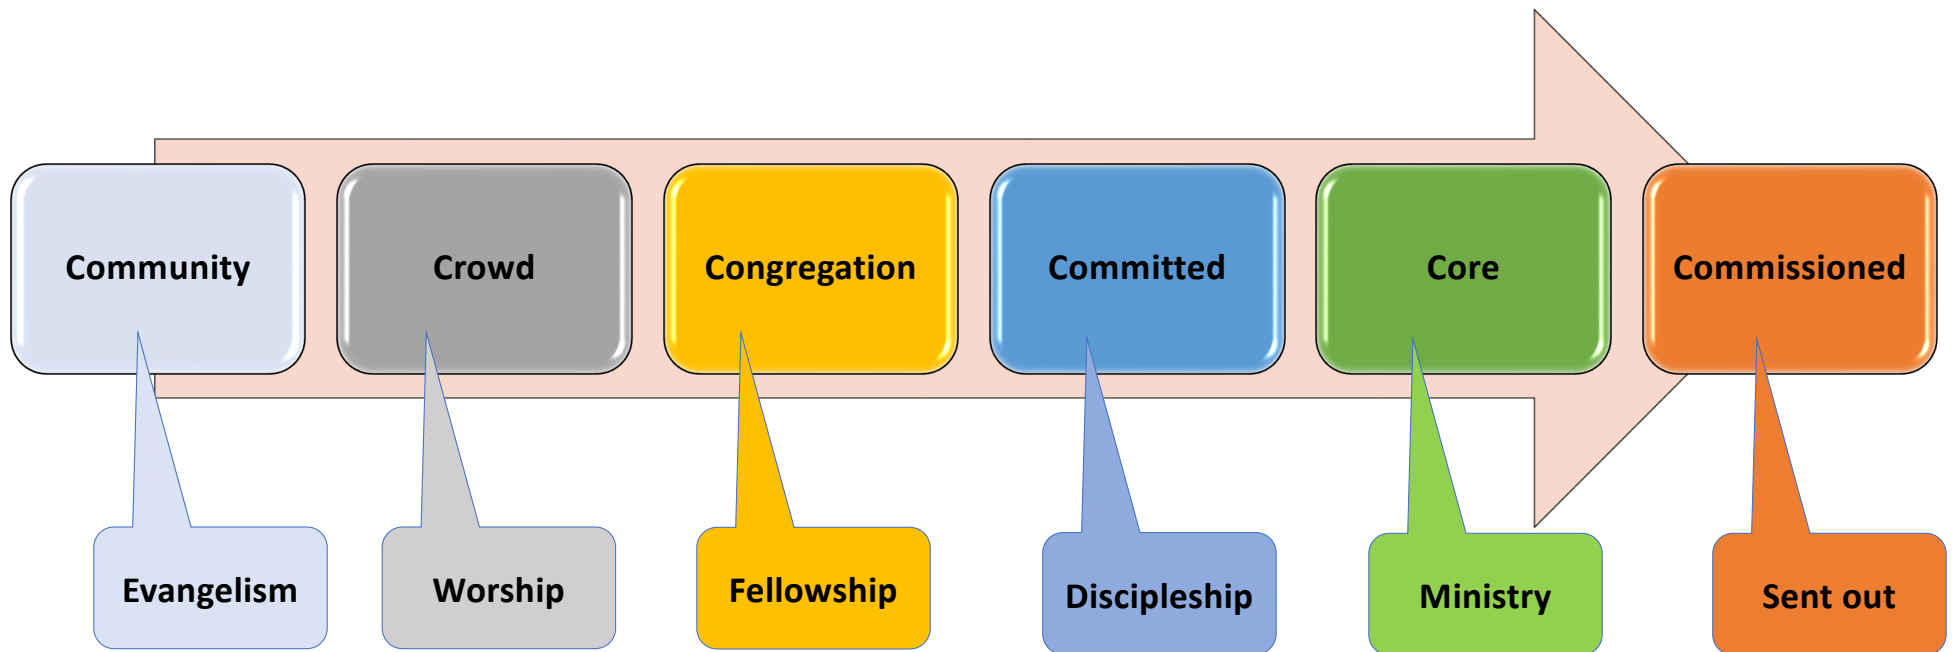 Community
Crowd
Congregation
Committed
Core
Commissioned
Evangelism
Worship
Fellowship
Discipleship
Ministry
Sent out